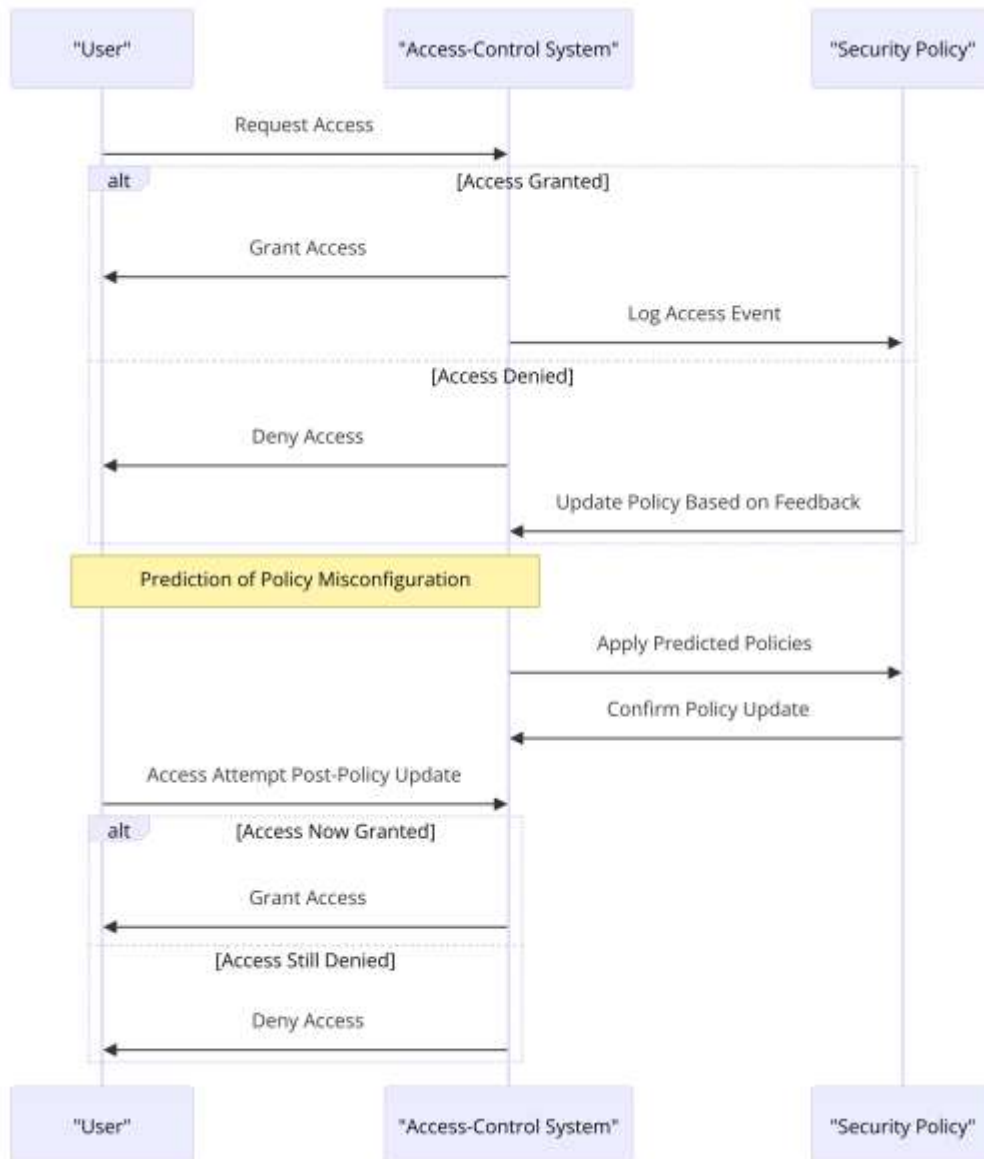 "User"
"Access-Control System"
"Security Policy"
Request Access
alt
[Access Granted]
Grant Access
Log Access Event
[Access Denied]
Deny Access
Update Policy Based on Feedback
Prediction of Policy Misconfiguration
Apply Predicted Policies
Confirm Policy Update
Access Attempt Post-Policy Update
alt
[Access Now Granted]
Grant Access
[Access Still Denied]
Deny Access
"User"
"Access-Control System"
"Security Policy"